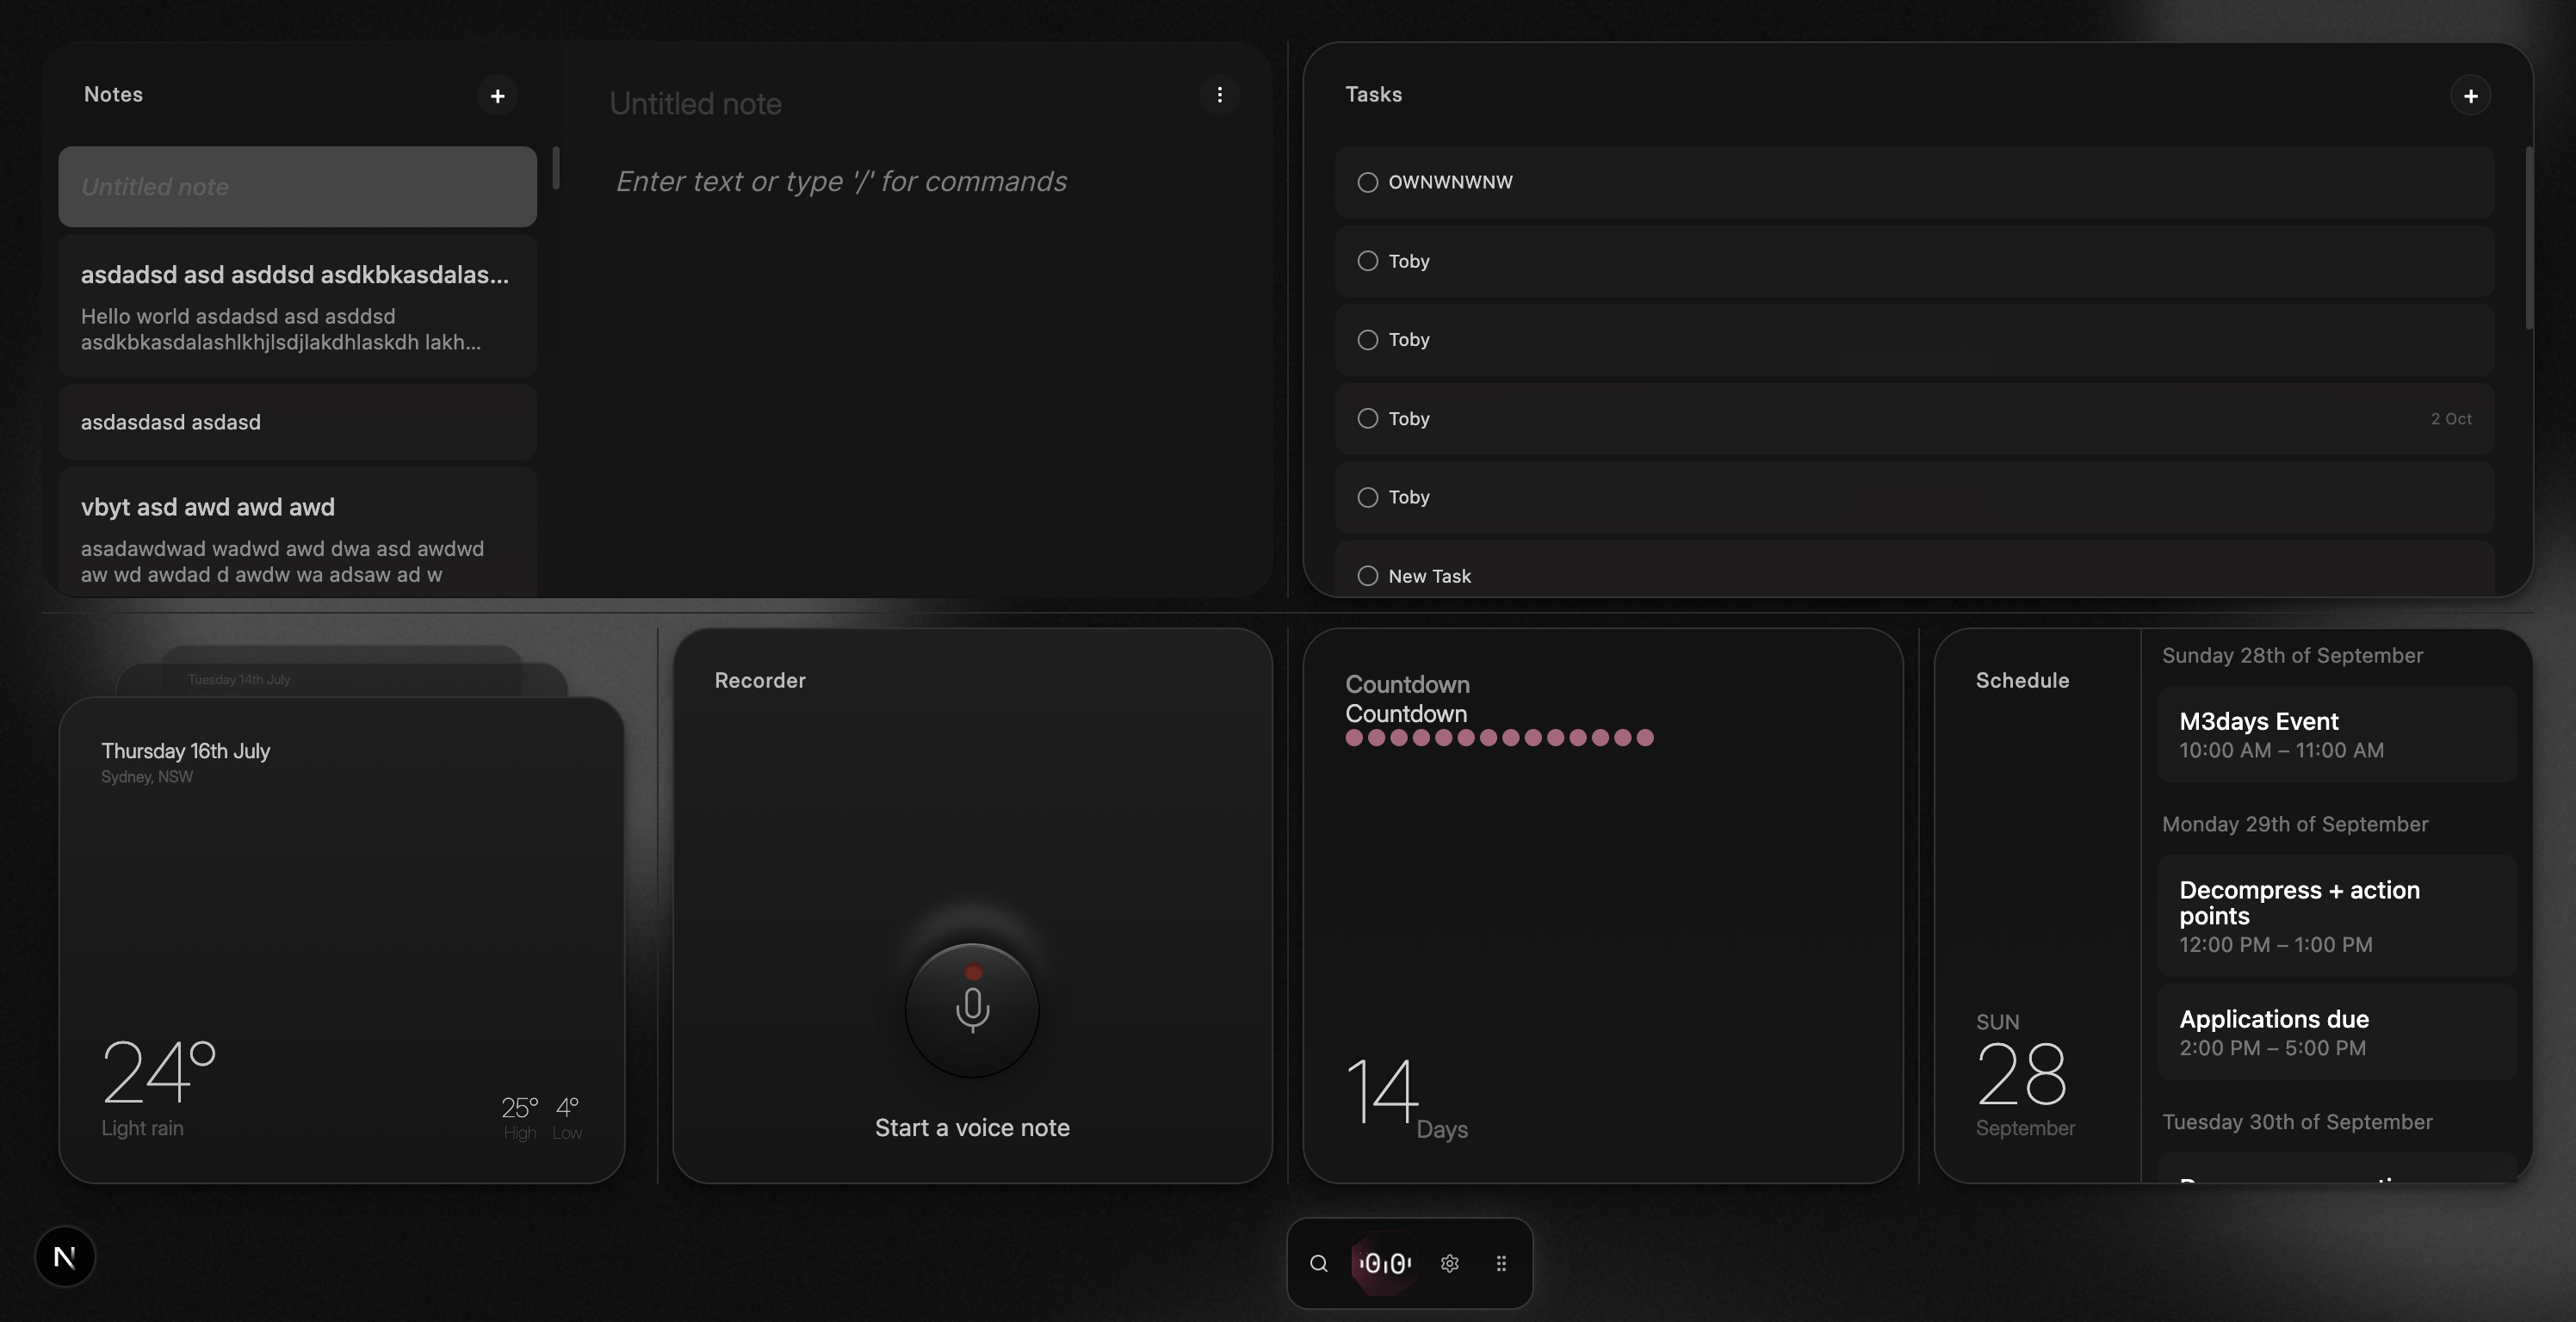 Notes
Untitled note
asdadsd asd asddsd asdkbkasdalas...
Hello world asdadsd asd asddsd
asdkbkasdalashlkhjlsdjlakdhlaskdh lakh...
asdasdasd asdasd
vbyt asd awd awd awd
asadawdwad wadwd awd dwa asd awdwd
aw wd awdad d awdw wa adsaw ad w
Untitled note
Enter text or type '/' for commands
Tasks
OWNWNWNW
Toby
Toby
Toby
2 Oct
Toby
New Task
Tuesday 14th July
Thursday 16th July
Sydney, NSW
24°
Light rain
25° 4°
High Low
Recorder
Start a voice note
Countdown
Countdown
14
Days
Schedule
SUN
28
September
Sunday 28th of September
M3days Event
10:00 AM – 11:00 AM
Monday 29th of September
Decompress + action
points
12:00 PM – 1:00 PM
Applications due
2:00 PM – 5:00 PM
Tuesday 30th of September
N